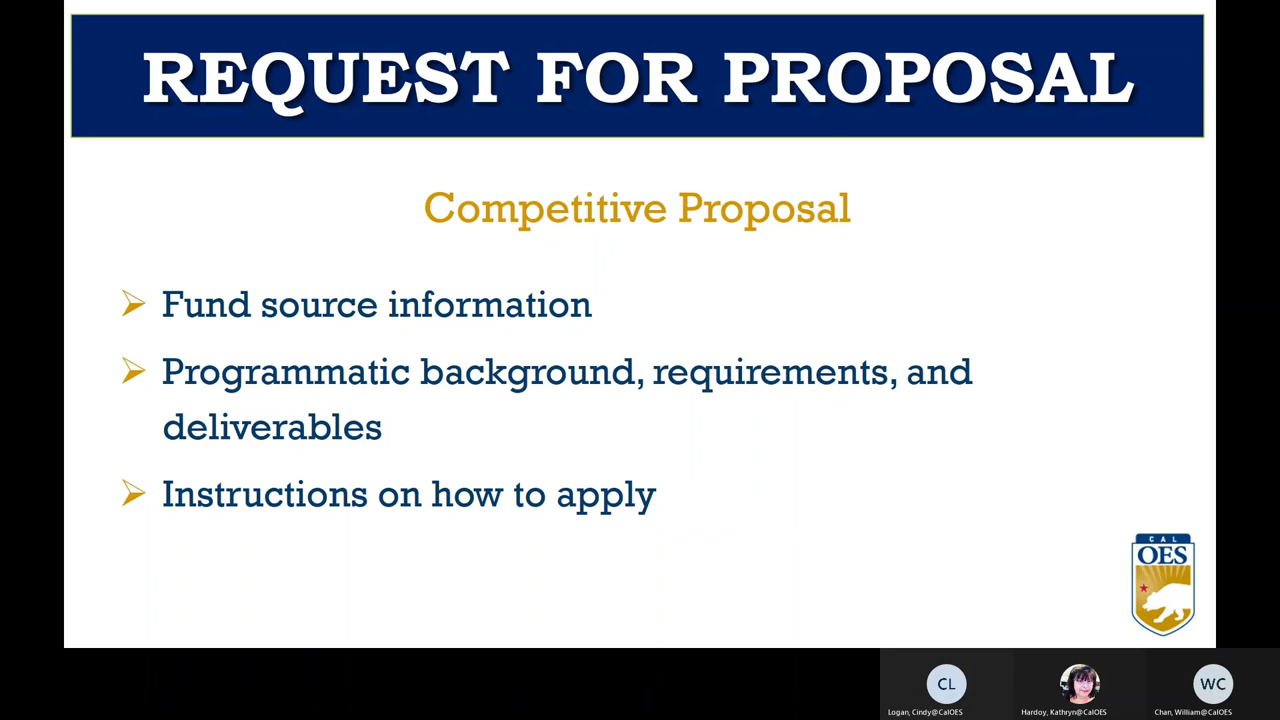 REQUEST FOR PROPOSAL
Competitive Proposal
Fund source information
Programmatic background, requirements, and
deliverables
Instructions on how to apply
CAL
OES
CL
WC
Logan, Cindy@CalOES
Hardoy, Kathryn@CalOES
Chan, William@CalOES